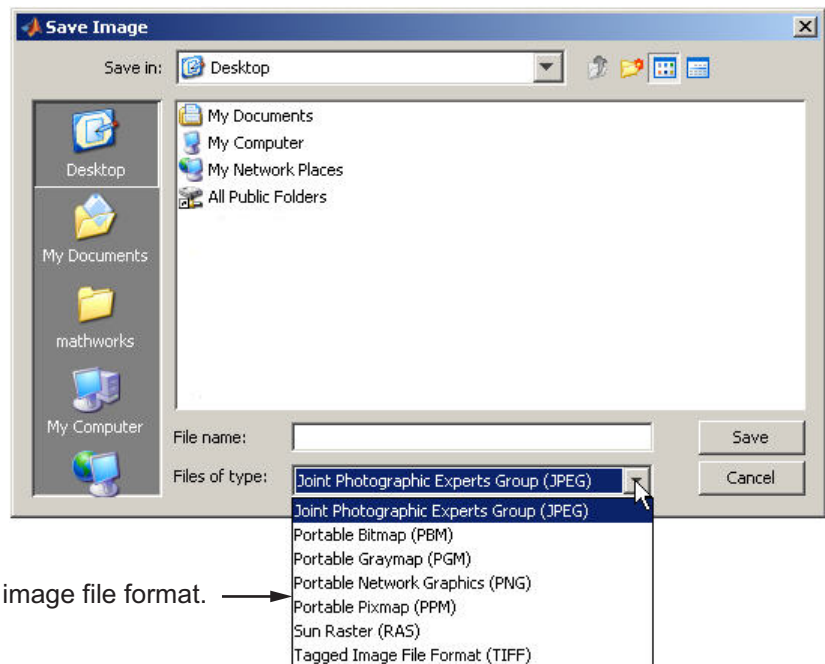 Save Image
Save in:
Desktop
My Documents
My Computer
My Network Places
All Public Folders
Desktop
My Documents
mathworks
My Computer
File name:
Save
Files of type:
Joint Photographic Experts Group (JPEG)
Cancel
Joint Photographic Experts Group (JPEG)
Portable Bitmap (PBM)
Portable Graymap (PGM)
Portable Network Graphics (PNG)
image file format.
Portable Pixmap (PPM)
Sun Raster (RAS)
Tagged Image File Format (TIFF)